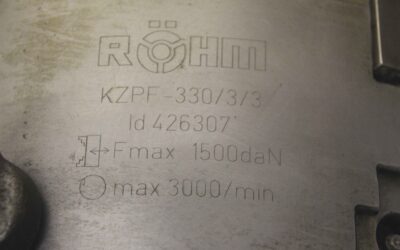 RÖHM
KZPF-330/3/3
Id 426307
Fmax 1500daN
max 3000/min